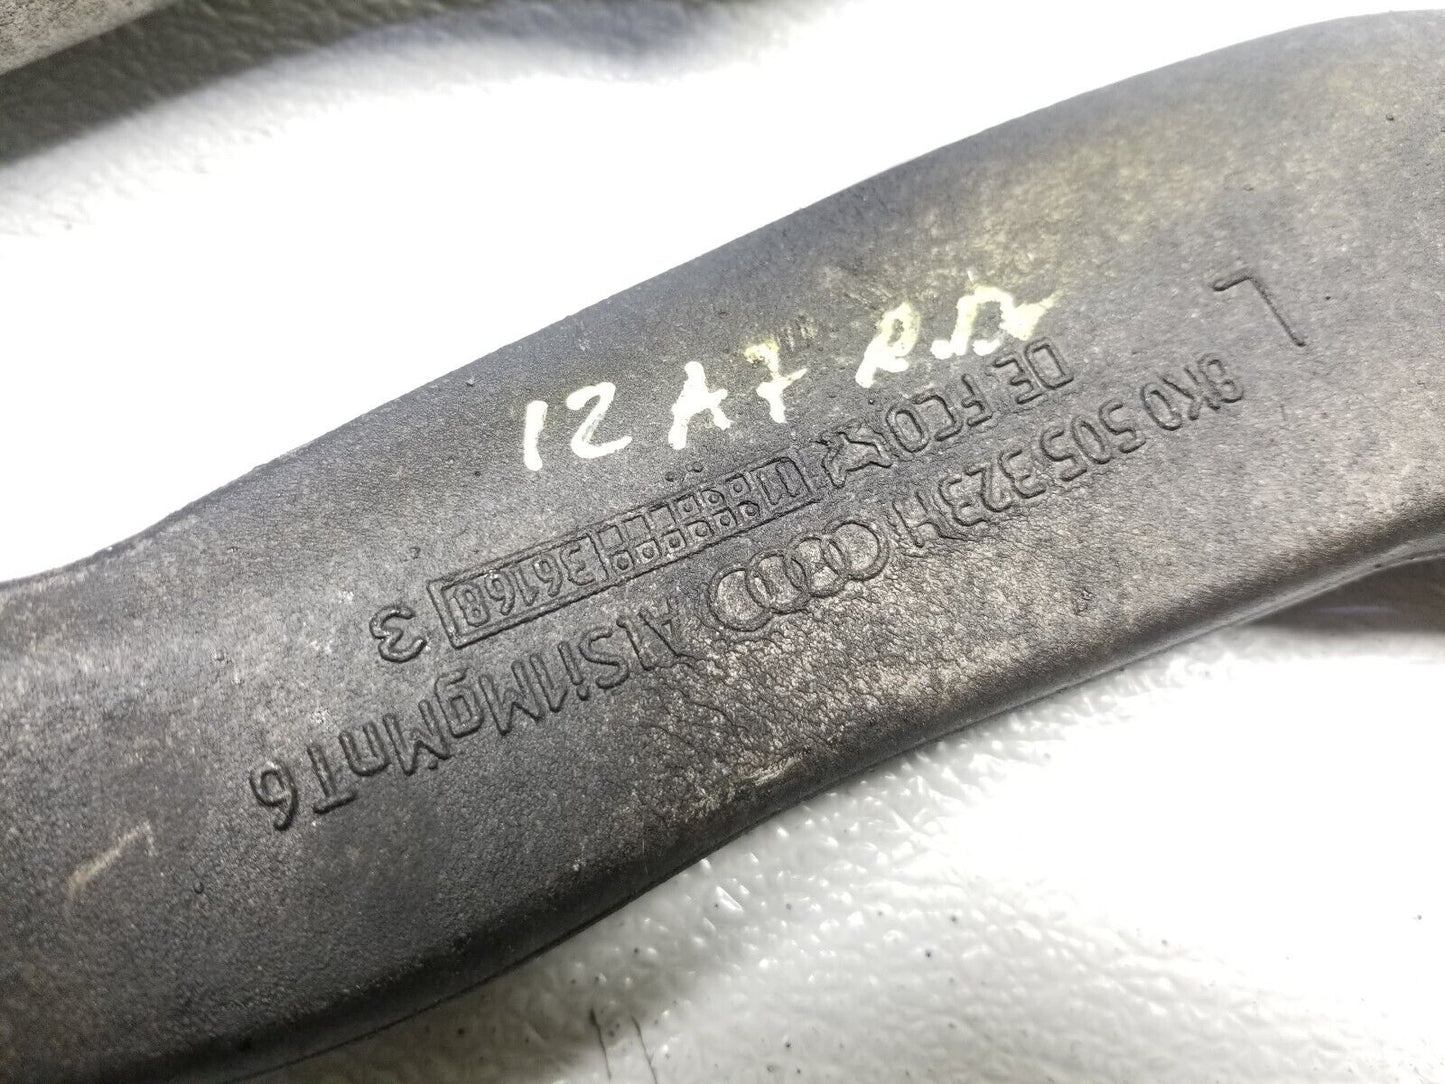 12 A7 R.
L
8K0 505 323 H AlSi1MgMnT6
DE. FCO
36168 3